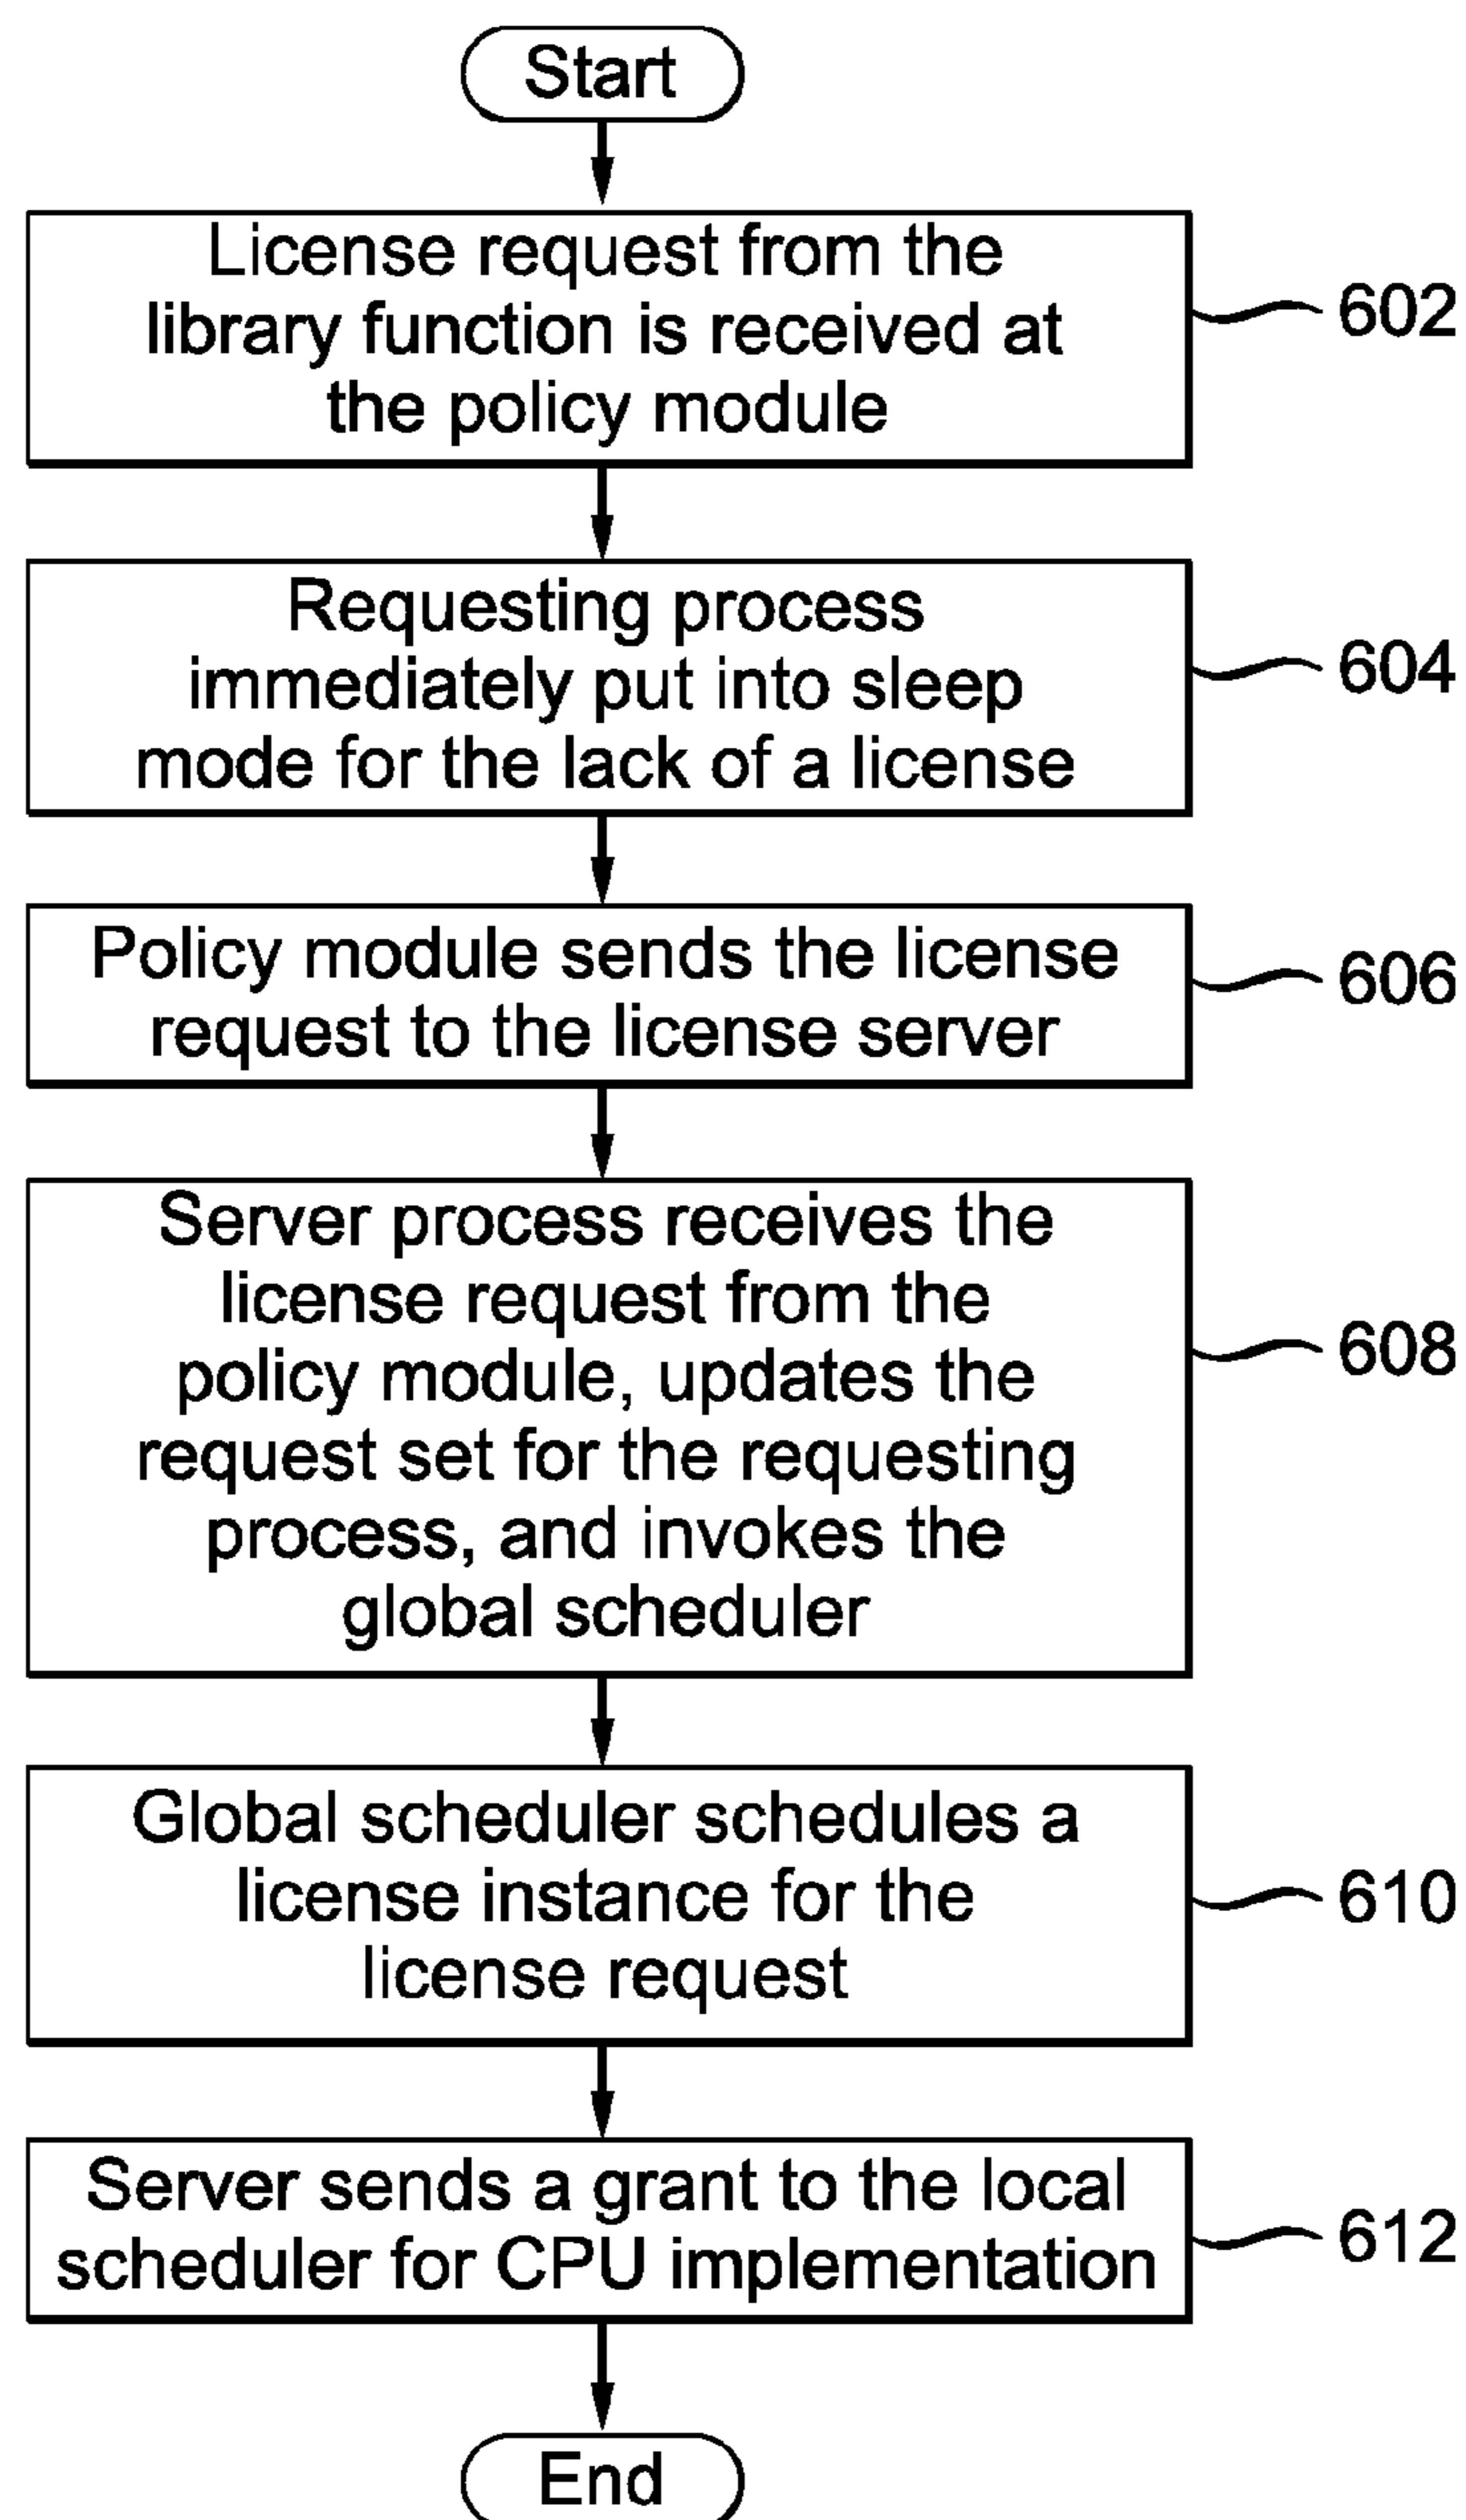 Start
License request from the
library function is received at
the policy module
602
Requesting process
immediately put into sleep
mode for the lack of a license
604
Policy module sends the license
request to the license server
606
Server process receives the
license request from the
policy module, updates the
request set for the requesting
process, and invokes the
global scheduler
608
Global scheduler schedules a
license instance for the
license request
610
Server sends a grant to the local
scheduler for CPU implementation
612
End